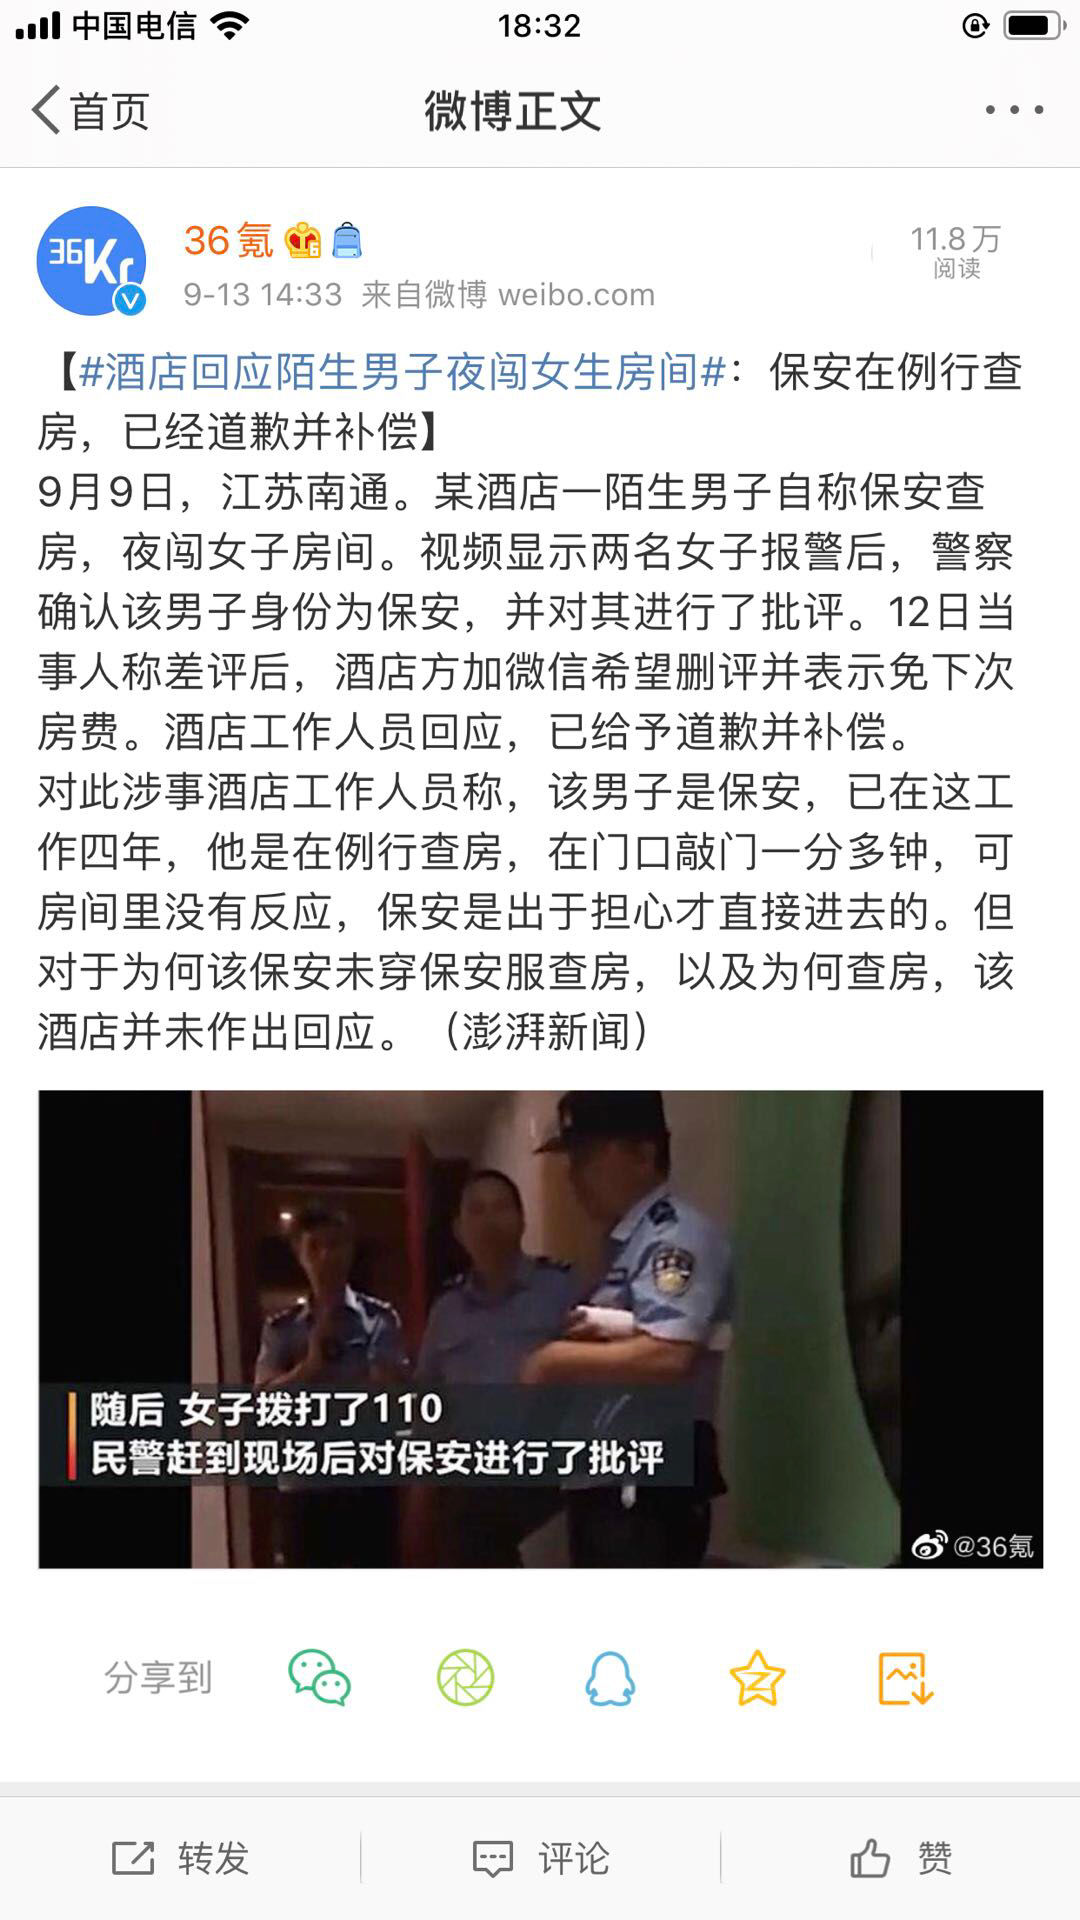 中国电信
18:32
首页
微博正文
36Kr
36氪
6
11.8万
阅读
9-13 14:33 来自微博 weibo.com
【#酒店回应陌生男子夜闯女生房间#：保安在例行查
房，已经道歉并补偿】
9月9日，江苏南通。某酒店一陌生男子自称保安查
房，夜闯女子房间。视频显示两名女子报警后，警察
确认该男子身份为保安，并对其进行了批评。12日当
事人称差评后，酒店方加微信希望删评并表示免下次
房费。酒店工作人员回应，已给予道歉并补偿。
对此涉事酒店工作人员称，该男子是保安，已在这工
作四年，他是在例行查房，在门口敲门一分多钟，可
房间里没有反应，保安是出于担心才直接进去的。但
对于为何该保安未穿保安服查房，以及为何查房，该
酒店并未作出回应。（澎湃新闻）
随后 女子拨打了110
民警赶到现场后对保安进行了批评
@36氪
分享到
转发
评论
赞